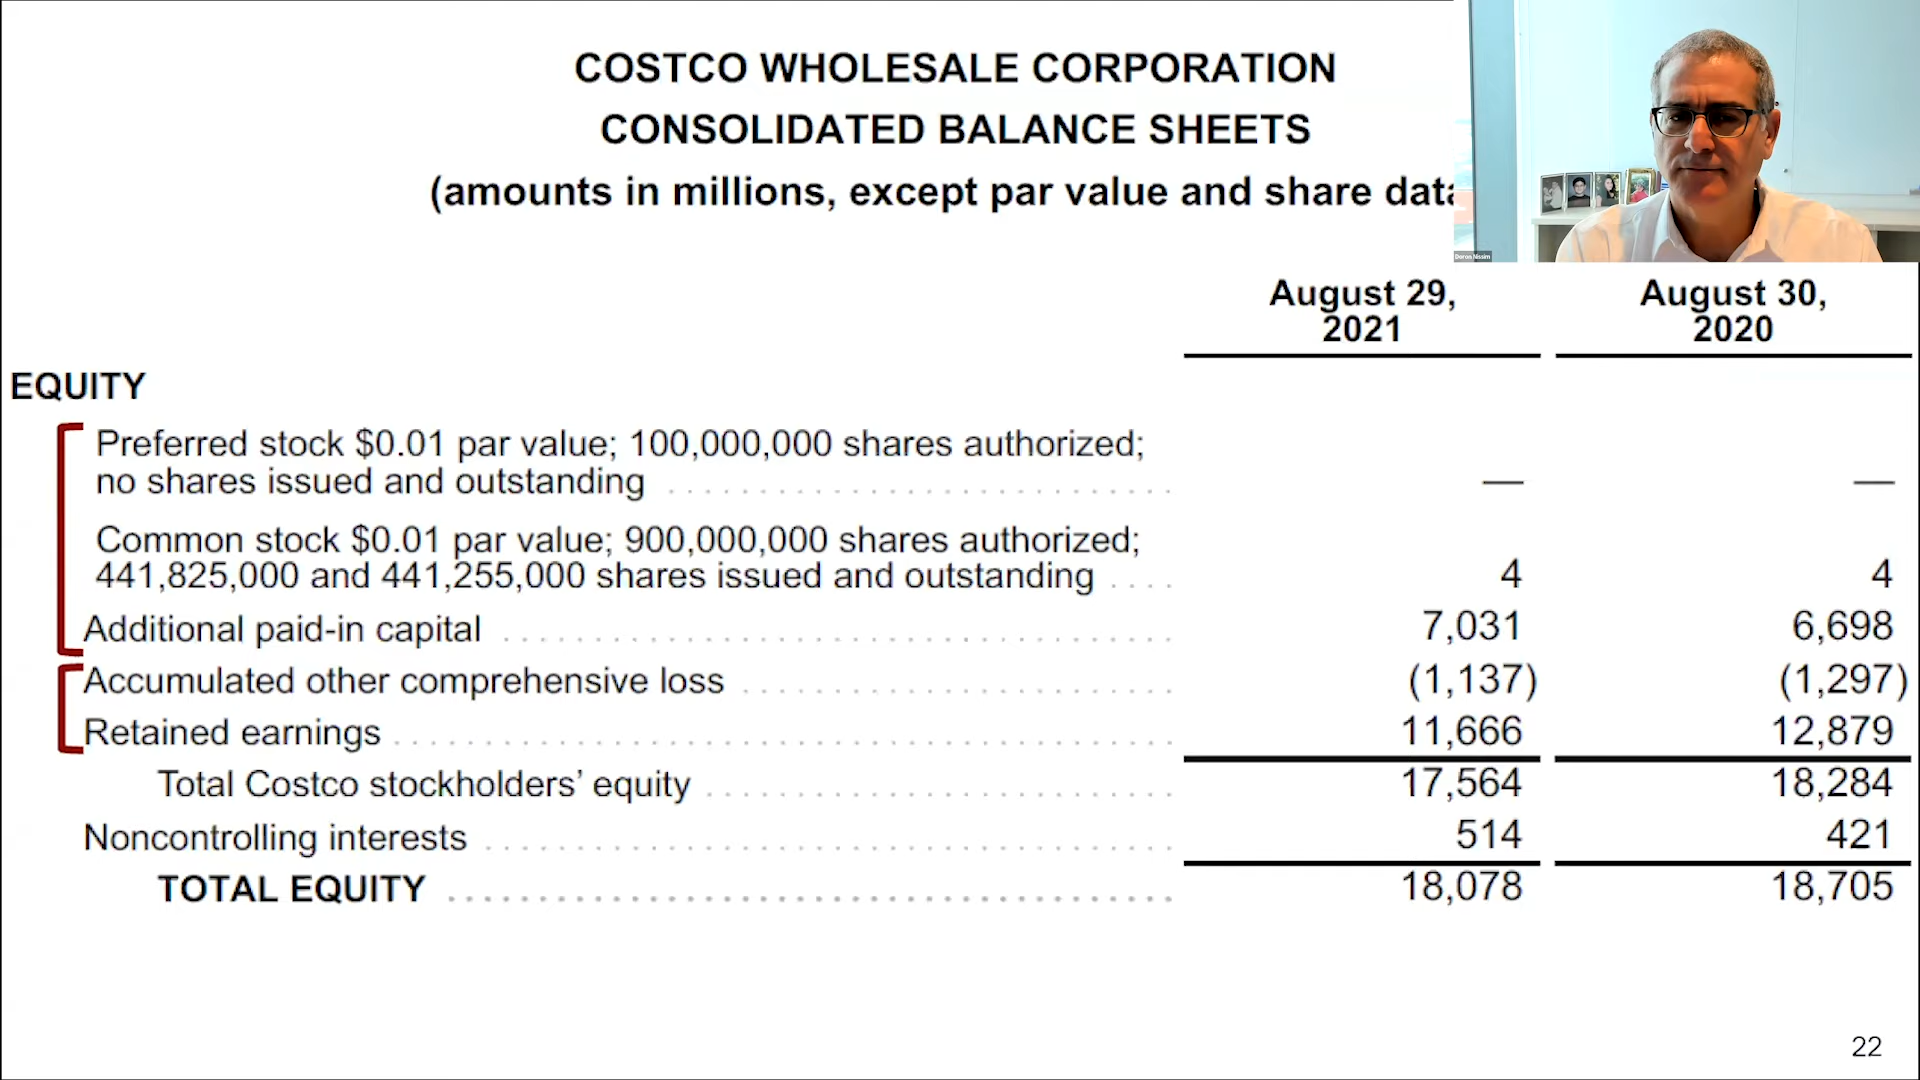 COSTCO WHOLESALE CORPORATION
CONSOLIDATED BALANCE SHEETS
(amounts in millions, except par value and share data
Doron Nissim
August 29, 2021
August 30, 2020
EQUITY
Preferred stock $0.01 par value; 100,000,000 shares authorized;
no shares issued and outstanding — —
Common stock $0.01 par value; 900,000,000 shares authorized;
441,825,000 and 441,255,000 shares issued and outstanding 4 4
Additional paid-in capital 7,031 6,698
Accumulated other comprehensive loss (1,137) (1,297)
Retained earnings 11,666 12,879
Total Costco stockholders’ equity 17,564 18,284
Noncontrolling interests 514 421
TOTAL EQUITY 18,078 18,705
22